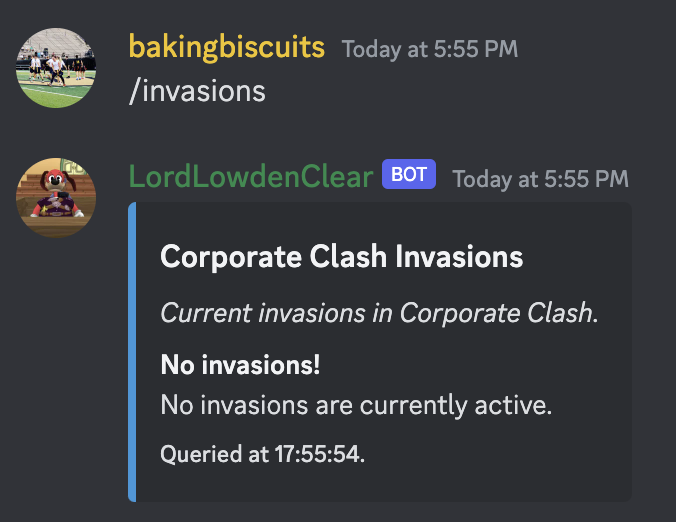 bakingbiscuits Today at 5:55 PM
/invasions
LordLowdenClear BOT Today at 5:55 PM
Corporate Clash Invasions
Current invasions in Corporate Clash.
No invasions!
No invasions are currently active.
Queried at 17:55:54.